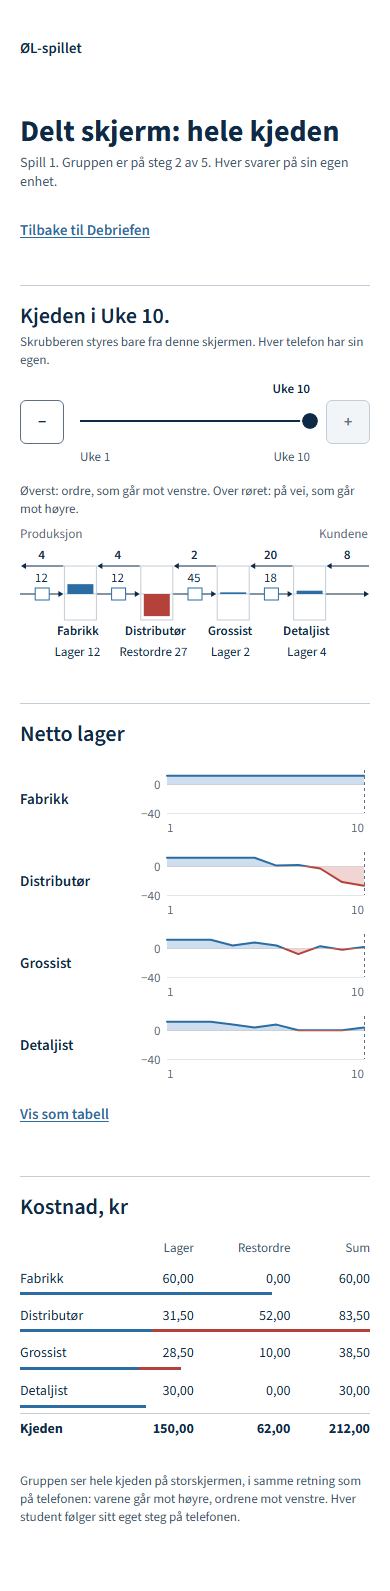 ØL-spillet
Delt skjerm: hele kjeden
Spill 1. Gruppen er på steg 2 av 5. Hver svarer på sin egen
enhet.
Tilbake til Debriefen
Kjeden i Uke 10.
Skrubberen styres bare fra denne skjermen. Hver telefon har sin
egen.
Uke 10
− +
Uke 1 Uke 10
Øverst: ordre, som går mot venstre. Over røret: på vei, som går
mot høyre.
Produksjon Kundene
4 4 2 20 8
12 12 45 18
Fabrikk Distributør Grossist Detaljist
Lager 12 Restordre 27 Lager 2 Lager 4
Netto lager
Fabrikk
0
−40
1 10
Distributør
0
−40
1 10
Grossist
0
−40
1 10
Detaljist
0
−40
1 10
Vis som tabell
Kostnad, kr
Lager Restordre Sum
Fabrikk 60,00 0,00 60,00
Distributør 31,50 52,00 83,50
Grossist 28,50 10,00 38,50
Detaljist 30,00 0,00 30,00
Kjeden 150,00 62,00 212,00
Gruppen ser hele kjeden på storskjermen, i samme retning som
på telefonen: varene går mot høyre, ordrene mot venstre. Hver
student følger sitt eget steg på telefonen.